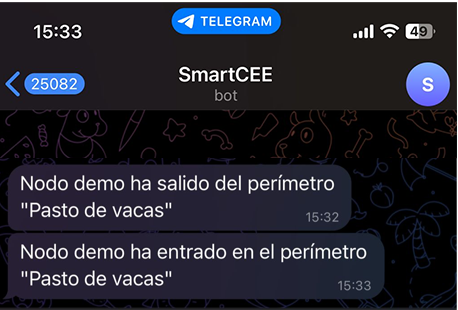 15:33
TELEGRAM
49
25082
SmartCEE
bot
S
Nodo demo ha salido del perímetro
"Pasto de vacas"
15:32
Nodo demo ha entrado en el perímetro
"Pasto de vacas"
15:33